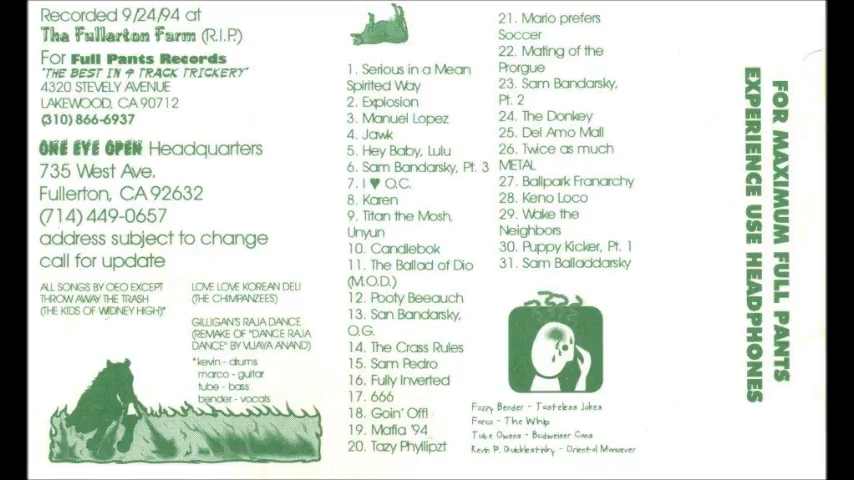 Recorded 9/24/94 at
Tha Fullerton Farm (R.I.P.)
For Full Pants Records
"THE BEST IN 4 TRACK TRICKERY"
4320 STEVELY AVENUE
LAKEWOOD, CA 90712
(310) 866-6937
ONE EYE OPEN Headquarters
735 West Ave.
Fullerton, CA 92632
(714) 449-0657
address subject to change
call for update
ALL SONGS BY OEO EXCEPT
THROW AWAY THE TRASH
(THE KIDS OF WIDNEY HIGH)*
LOVE LOVE KOREAN DELI
(THE CHIMPANZEES)
GILLIGAN'S RAJA DANCE
(REMAKE OF "DANCE RAJA
DANCE" BY VIJAYA ANAND)
*kevin - drums
marco - guitar
tube - bass
bender - vocals
1. Serious in a Mean
Spirited Way
2. Explosion
3. Manuel Lopez
4. Jawk
5. Hey Baby, Lulu
6. Sam Bandarsky, Pt. 3
7. I ♥ O.C.
8. Karen
9. Titan the Mosh,
Unyun
10. Candlebok
11. The Ballad of Dio
(M.O.D.)
12. Pooty Beeauch
13. San Bandarsky,
O.G.
14. The Crass Rules
15. Sam Pedro
16. Fully Inverted
17. 666
18. Goin' Off!
19. Mafia '94
20. Tazy Phyllipzt
21. Mario prefers
Soccer
22. Mating of the
Prorgue
23. Sam Bandarsky,
Pt. 2
24. The Donkey
25. Del Amo Mall
26. Twice as much
METAL
27. Ballpark Franarchy
28. Keno Loco
29. Wake the
Neighbors
30. Puppy Kicker, Pt. 1
31. Sam Balladdarsky
Fozzy Bender - Tasteless Jokes
Farco - The Whip
Tube Owens - Budweiser Cans
Kevin P. - Oriental Manuever
FOR MAXIMUM FULL PANTS
EXPERIENCE USE HEADPHONES